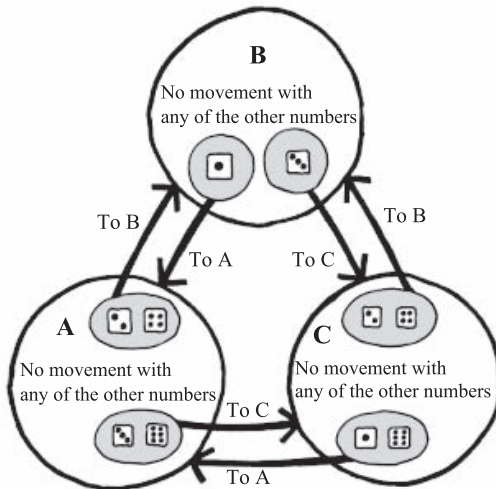 B
No movement with
any of the other numbers
To B
To B
To A
To C
A
C
No movement with
any of the other numbers
No movement with
any of the other numbers
To C
To A